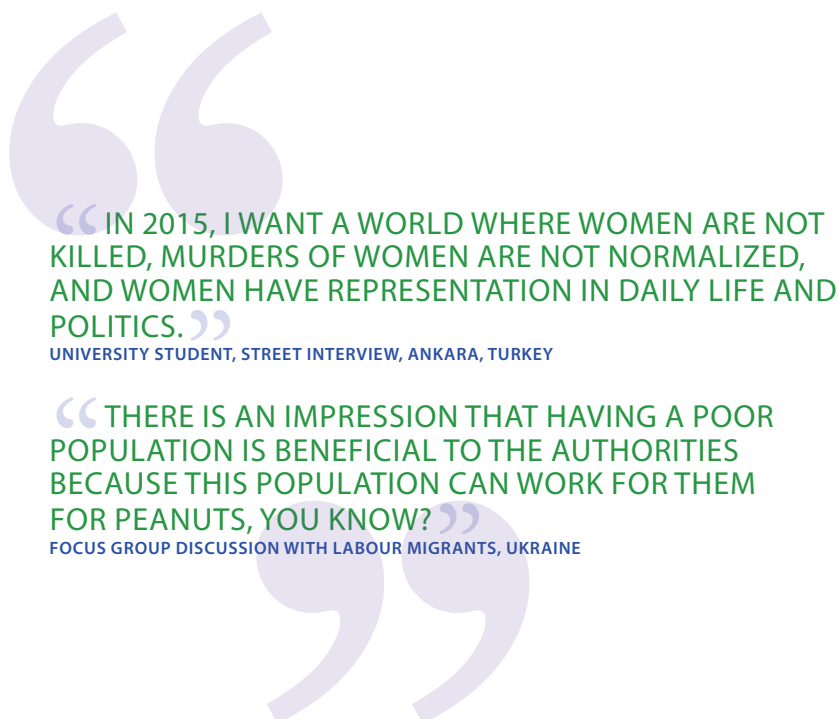 “IN 2015, I WANT A WORLD WHERE WOMEN ARE NOT
KILLED, MURDERS OF WOMEN ARE NOT NORMALIZED,
AND WOMEN HAVE REPRESENTATION IN DAILY LIFE AND
POLITICS.”
UNIVERSITY STUDENT, STREET INTERVIEW, ANKARA, TURKEY
“THERE IS AN IMPRESSION THAT HAVING A POOR
POPULATION IS BENEFICIAL TO THE AUTHORITIES
BECAUSE THIS POPULATION CAN WORK FOR THEM
FOR PEANUTS, YOU KNOW?”
FOCUS GROUP DISCUSSION WITH LABOUR MIGRANTS, UKRAINE